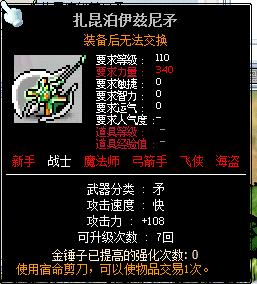 扎昆泊伊兹尼矛
装备后无法交换
要求等级： 110
要求力量： 340
要求敏捷： 0
要求智力： 0
要求运气： 0
要求人气度： -
道具等级： -
道具经验值： -
新手 战士 魔法师 弓箭手 飞侠 海盗
武器分类：矛
攻击速度：快
攻击力：+108
可升级次数：7回
金锤子已提高的强化次数: 0
使用宿命剪刀，可以使物品交易1次。